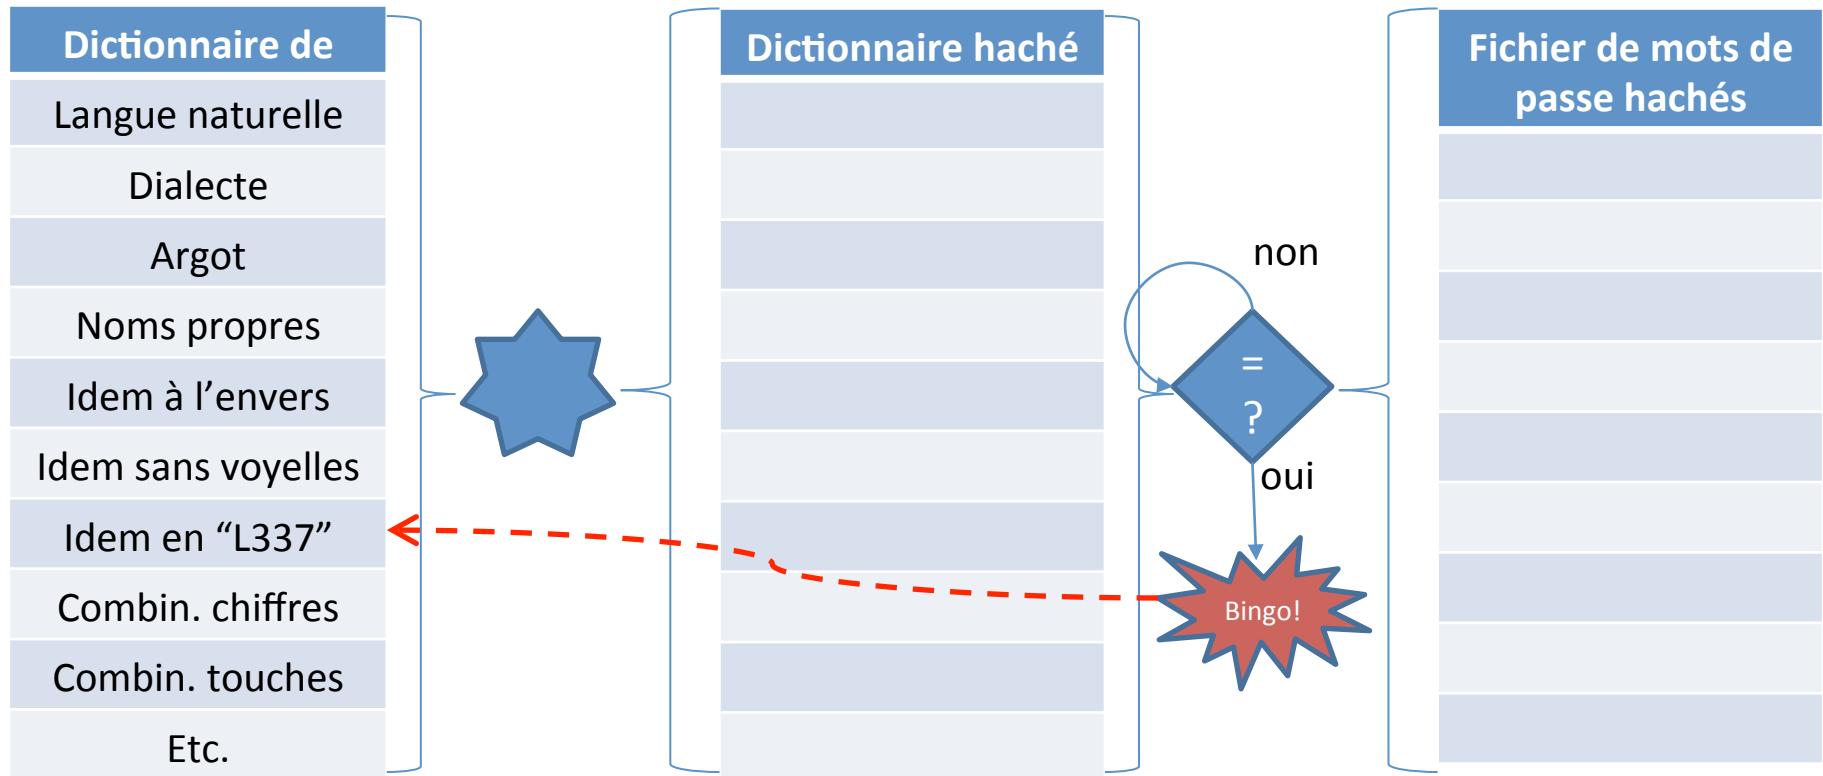 Dictionnaire de
Langue naturelle
Dialecte
Argot
Noms propres
Idem à l’envers
Idem sans voyelles
Idem en “L337”
Combin. chiffres
Combin. touches
Etc.
Dictionnaire haché
non
=
?
oui
Bingo!
Fichier de mots de
passe hachés